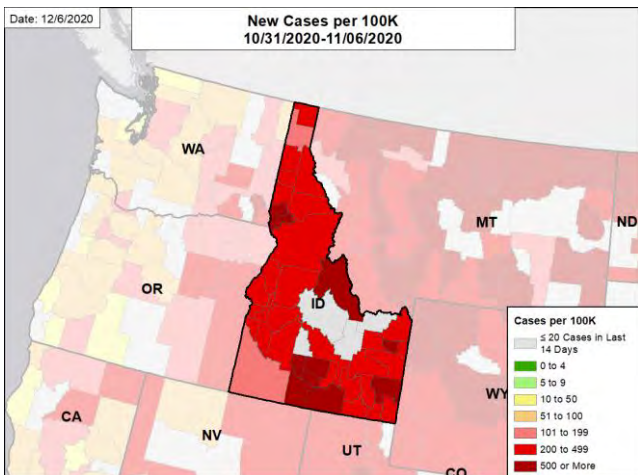 Date: 12/6/2020
New Cases per 100K
10/31/2020-11/06/2020
WA
MT
ND
OR
ID
Cases per 100K
≤ 20 Cases in Last
14 Days
0 to 4
5 to 9
10 to 50
51 to 100
101 to 199
200 to 499
500 or More
WY
CA
NV
UT
CO